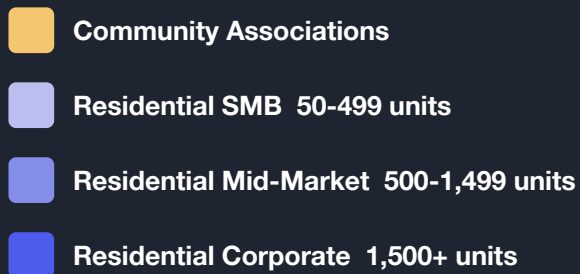 Community Associations
Residential SMB 50-499 units
Residential Mid-Market 500-1,499 units
Residential Corporate 1,500+ units